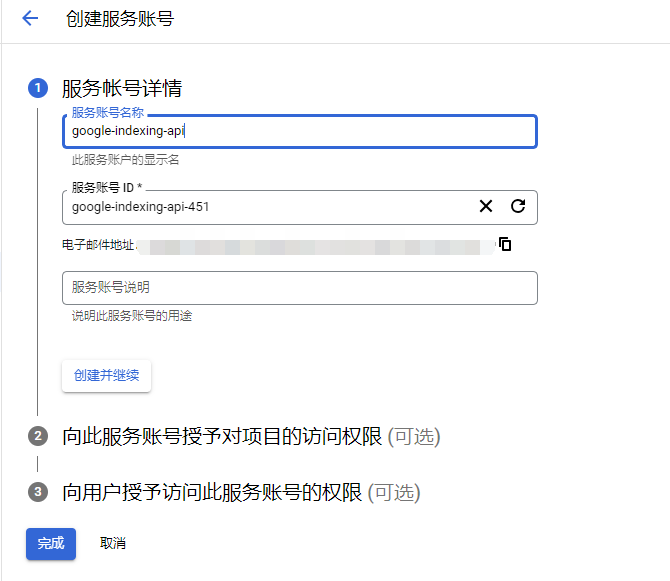 创建服务账号
1 服务帐号详情
服务账号名称
google-indexing-api
此服务账户的显示名
服务账号 ID *
google-indexing-api-451
电子邮件地址:
服务账号说明
说明此服务账号的用途
创建并继续
2 向此服务账号授予对项目的访问权限 (可选)
3 向用户授予访问此服务账号的权限 (可选)
完成 取消